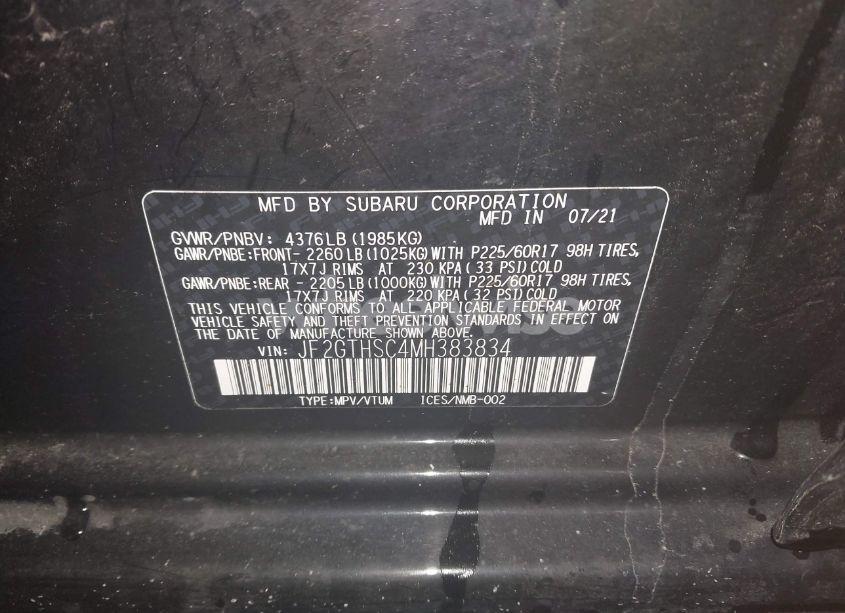 MFD BY SUBARU CORPORATION
MFD IN 07/21
GVWR/PNBV: 4376LB(1985KG)
GAWR/PNBE:FRONT- 2260LB(1025KG)WITH P225/60R17 98H TIRES,
17X7J RIMS AT 230 KPA(33 PSI)COLD
GAWR/PNBE:REAR - 2205LB(1000KG)WITH P225/60R17 98H TIRES,
17X7J RIMS AT 220 KPA(32 PSI)COLD
THIS VEHICLE CONFORMS TO ALL APPLICABLE FEDERAL MOTOR
VEHICLE SAFETY AND THEFT PREVENTION STANDARDS IN EFFECT ON
THE DATE OF MANUFACTURE SHOWN ABOVE.
VIN: JF2GTHSC4MH383834
TYPE:MPV/VTUM ICES/NMB-002